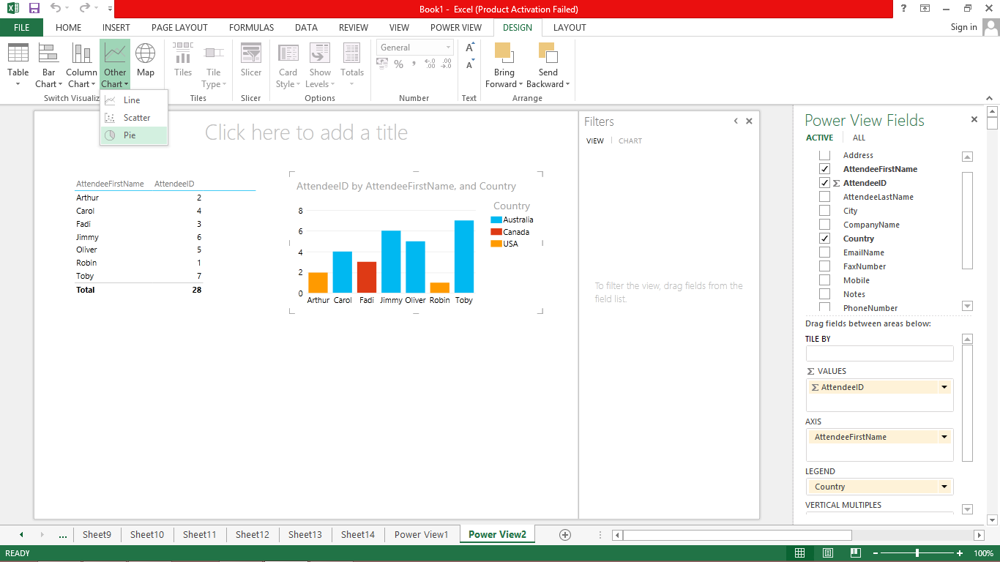 Book1 - Excel (Product Activation Failed)
?
FILE HOME INSERT PAGE LAYOUT FORMULAS DATA REVIEW VIEW POWER VIEW DESIGN LAYOUT Sign in
Table
Bar Chart
Column Chart
Other Chart
Map
Switch Visualiz
Tiles
Tile Type
Tiles
Slicer
Slicer
Card Style
Show Levels
Totals
Options
General
% , .00
Number
A A
Text
Bring Forward
Send Backward
Arrange
Line
Scatter
Pie
Click here to add a title
AttendeeFirstName AttendeeID
Arthur 2
Carol 4
Fadi 3
Jimmy 6
Oliver 5
Robin 1
Toby 7
Total 28
AttendeeID by AttendeeFirstName, and Country
8
6
4
2
0
Arthur Carol Fadi Jimmy Oliver Robin Toby
Country
Australia
Canada
USA
Filters
VIEW CHART
To filter the view, drag fields from the
field list.
Power View Fields
ACTIVE ALL
Address
AttendeeFirstName
Σ AttendeeID
AttendeeLastName
City
CompanyName
Country
EmailName
FaxNumber
Mobile
Notes
PhoneNumber
Drag fields between areas below:
TILE BY
Σ VALUES
Σ AttendeeID
AXIS
AttendeeFirstName
LEGEND
Country
VERTICAL MULTIPLES
... Sheet9 Sheet10 Sheet11 Sheet12 Sheet13 Sheet14 Power View1 Power View2
READY 100%